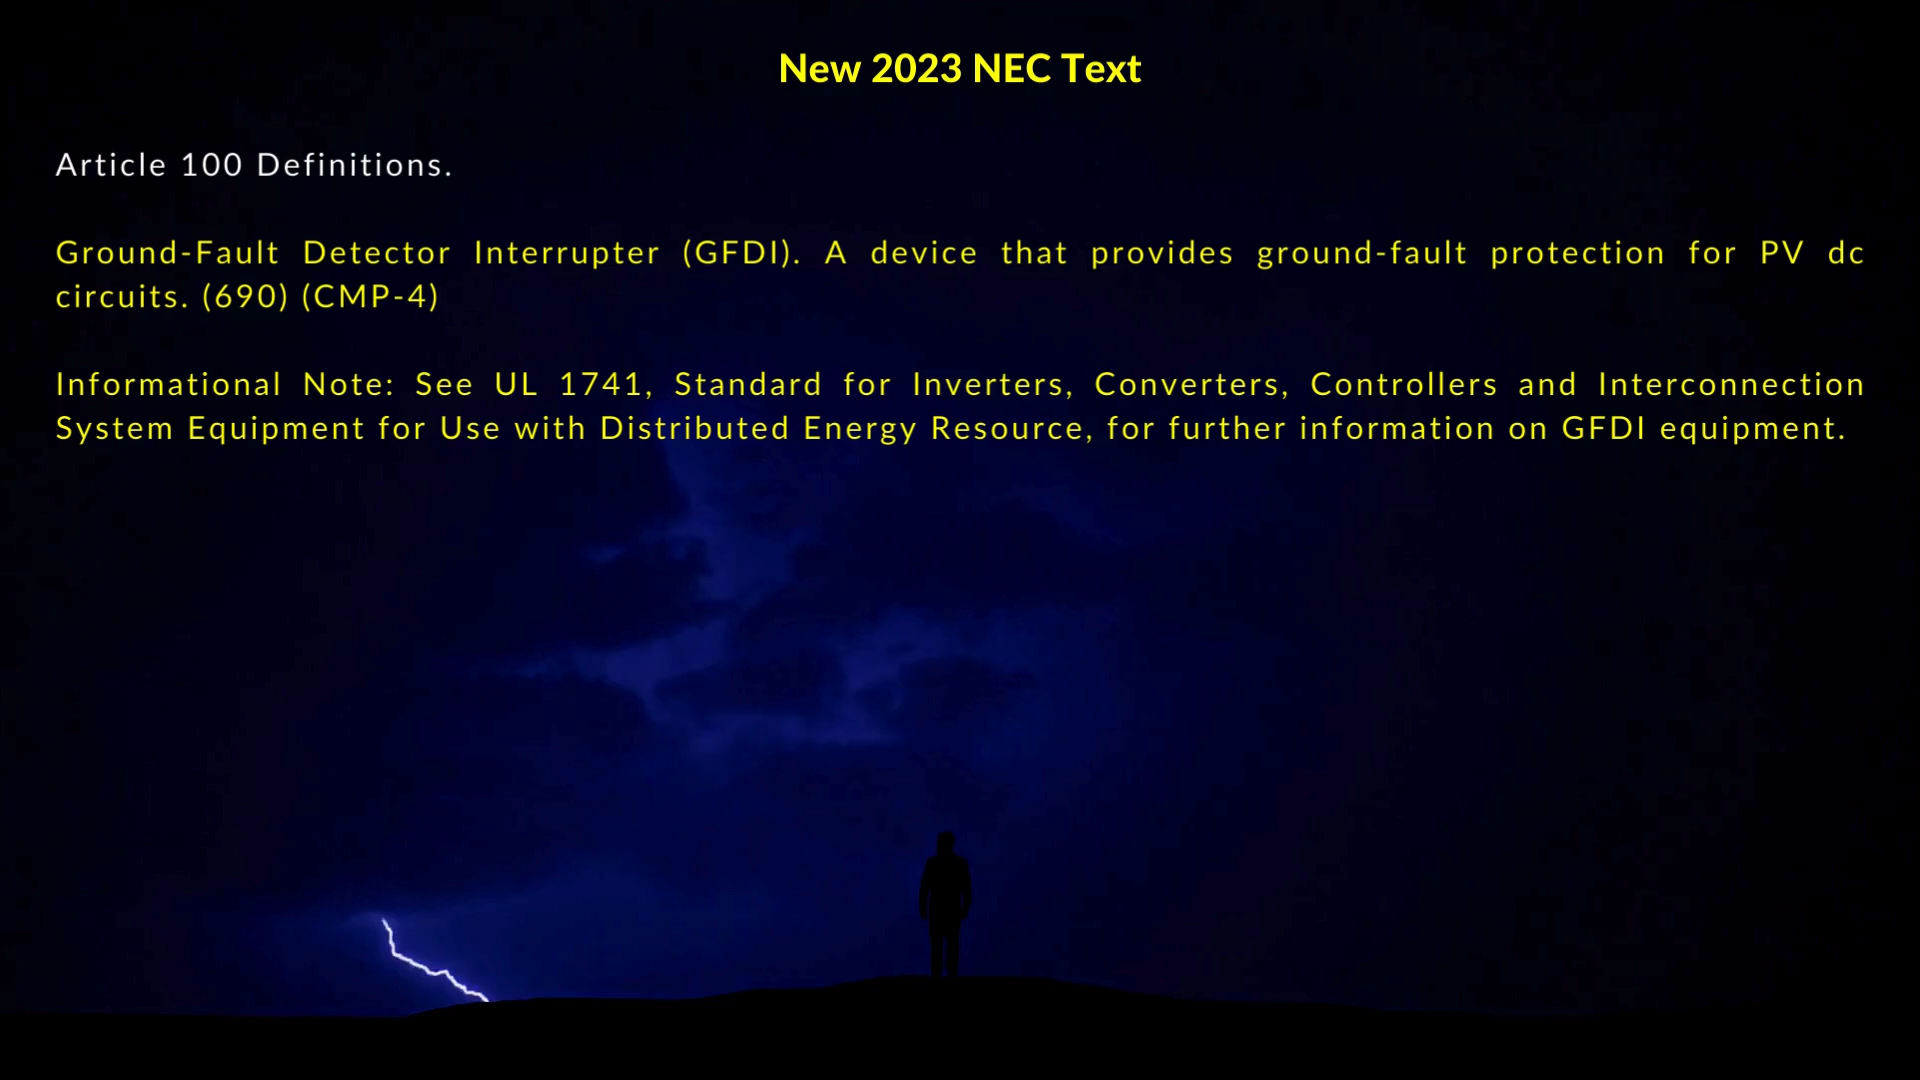 New 2023 NEC Text
Article 100 Definitions.
Ground-Fault Detector Interrupter (GFDI). A device that provides ground-fault protection for PV dc
circuits. (690) (CMP-4)
Informational Note: See UL 1741, Standard for Inverters, Converters, Controllers and Interconnection
System Equipment for Use with Distributed Energy Resource, for further information on GFDI equipment.